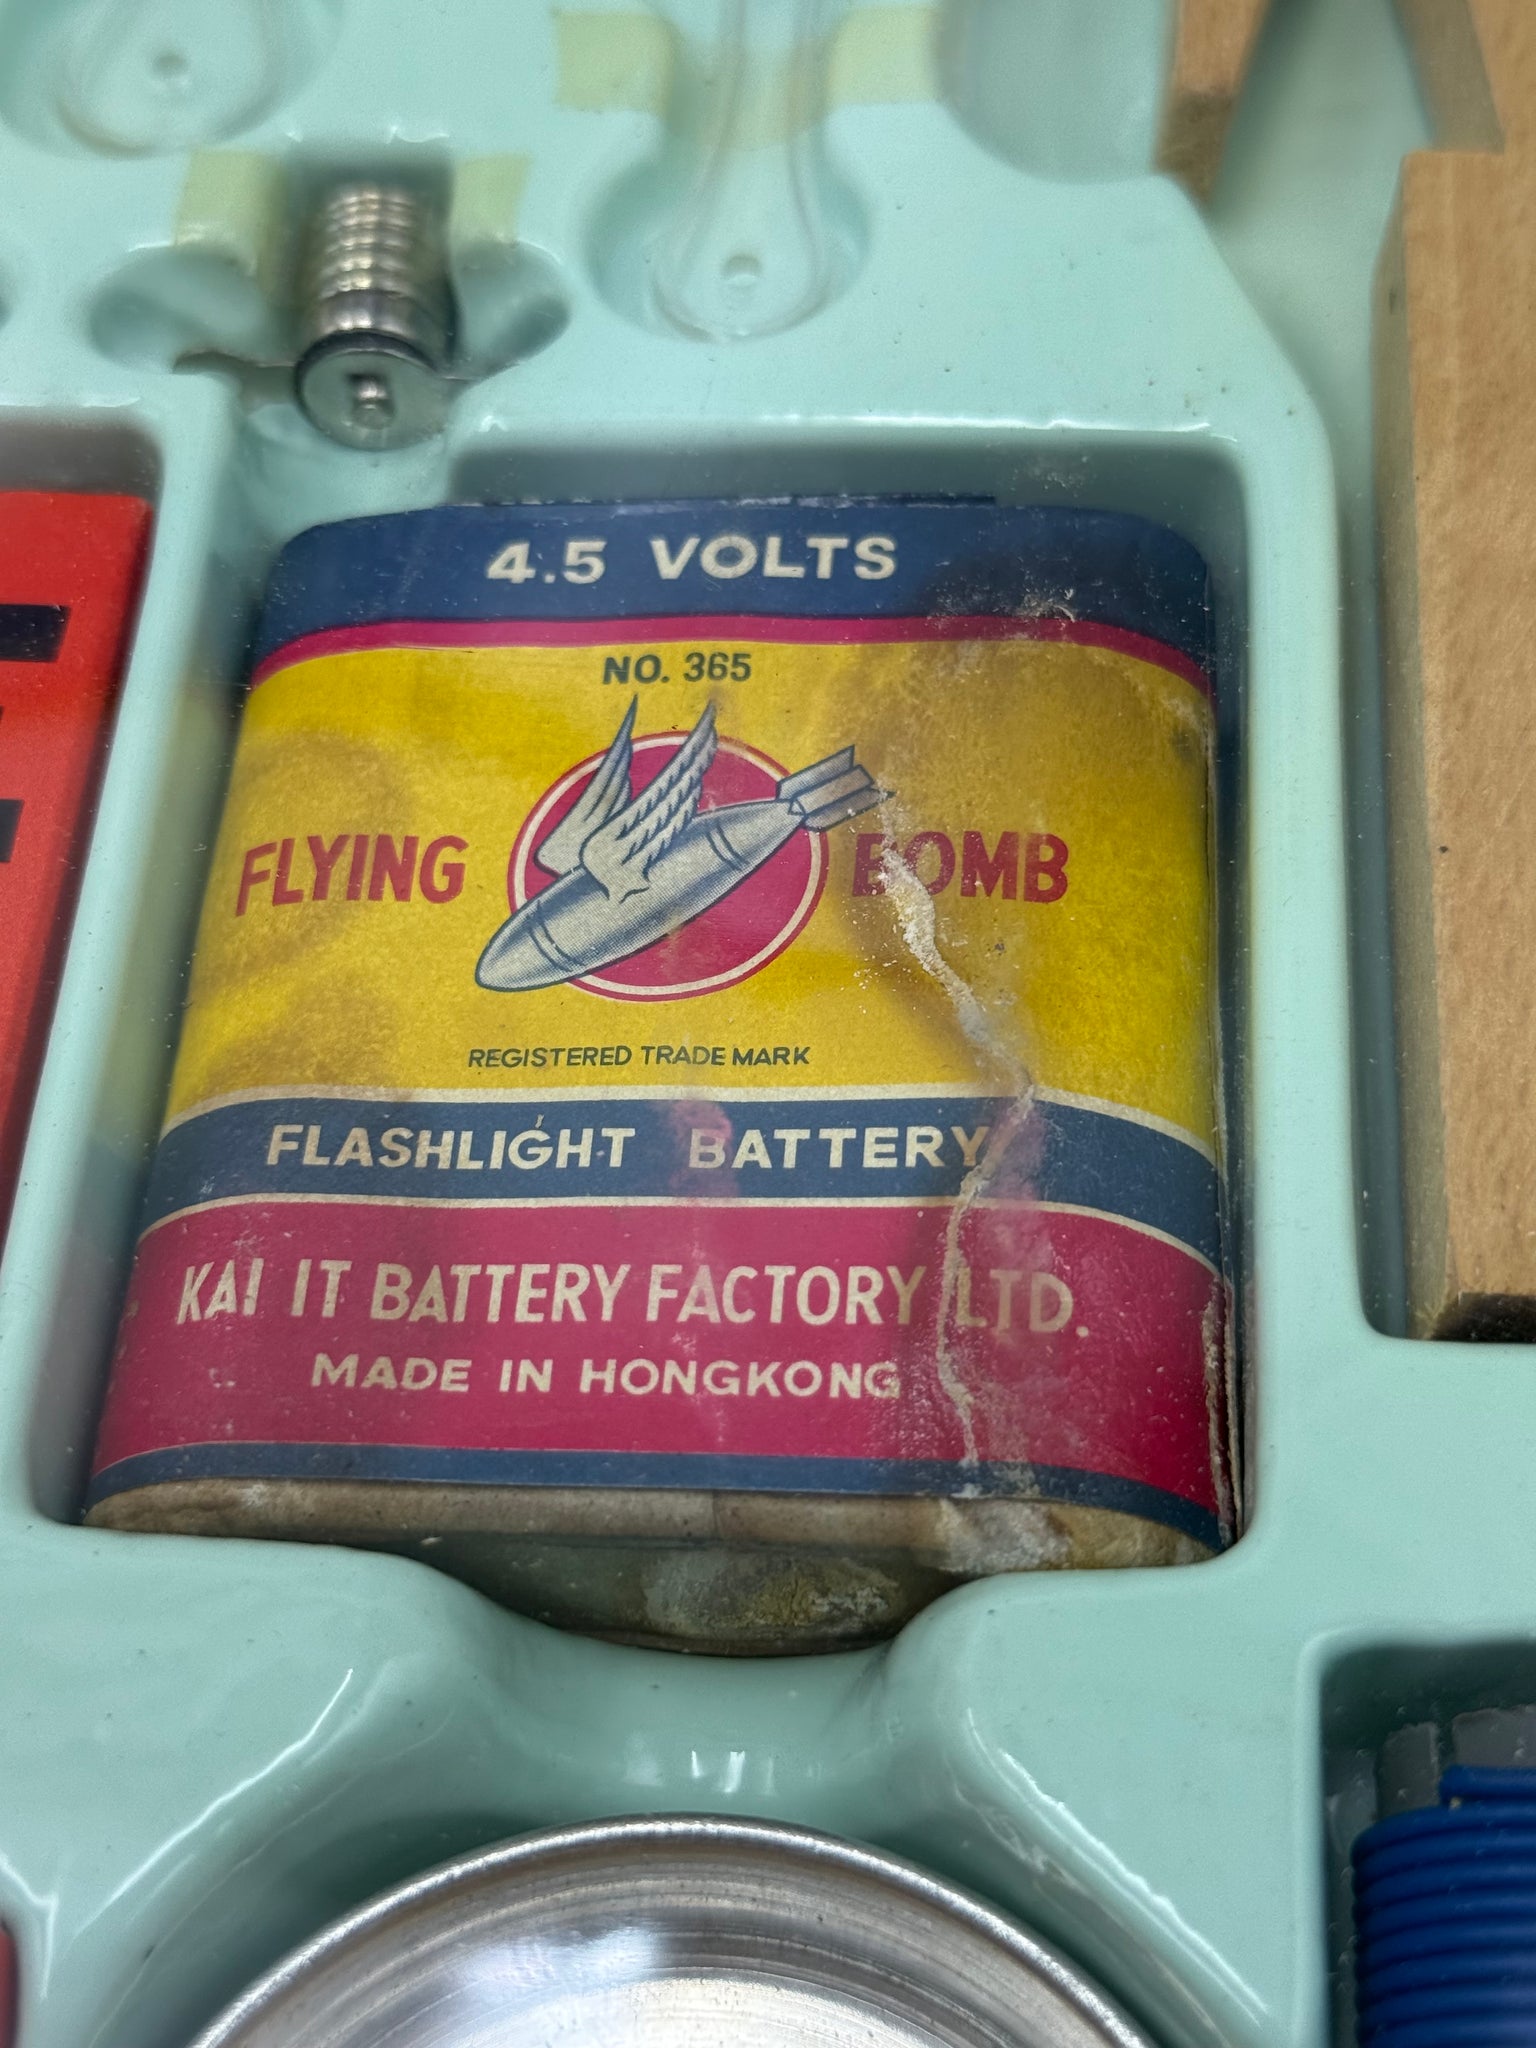 4.5 VOLTS
NO. 365
FLYING BOMB
REGISTERED TRADE MARK
FLASHLIGHT BATTERY
KAI IT BATTERY FACTORY LTD.
MADE IN HONGKONG